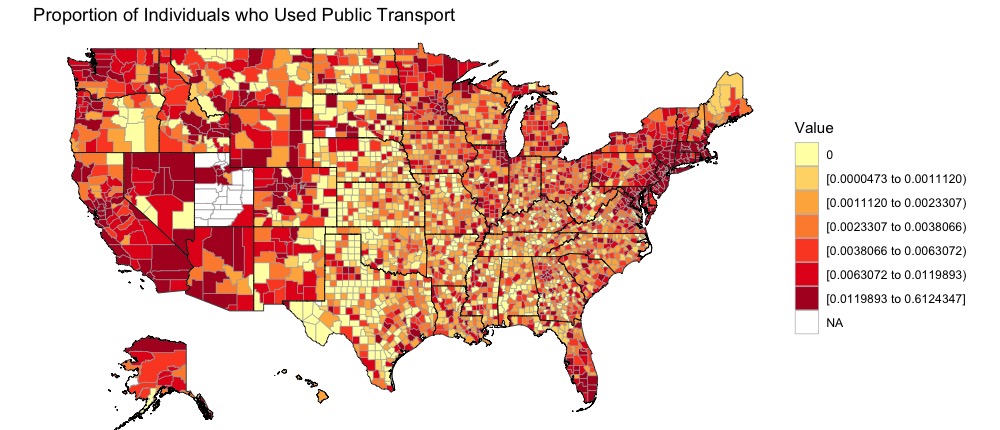 Proportion of Individuals who Used Public Transport
Value
0
[0.0000473 to 0.0011120)
[0.0011120 to 0.0023307)
[0.0023307 to 0.0038066)
[0.0038066 to 0.0063072)
[0.0063072 to 0.0119893)
[0.0119893 to 0.6124347]
NA